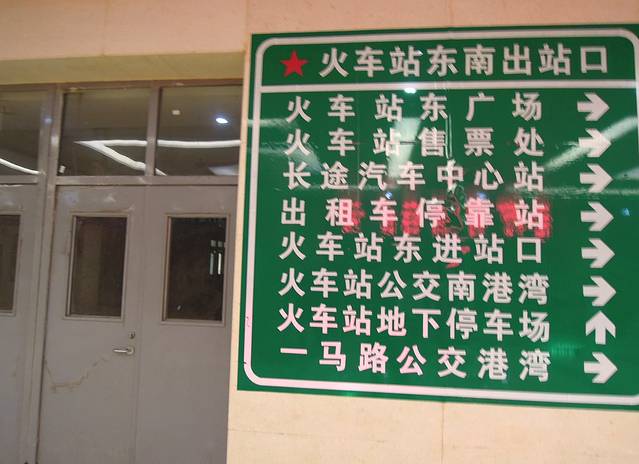 ★火车站东南出站口
火车站东广场 →
火车站售票处 →
长途汽车中心站 →
出租车停靠站 →
火车站东进站口 →
火车站公交南港湾 →
火车站地下停车场 ↑
一马路公交港湾 →